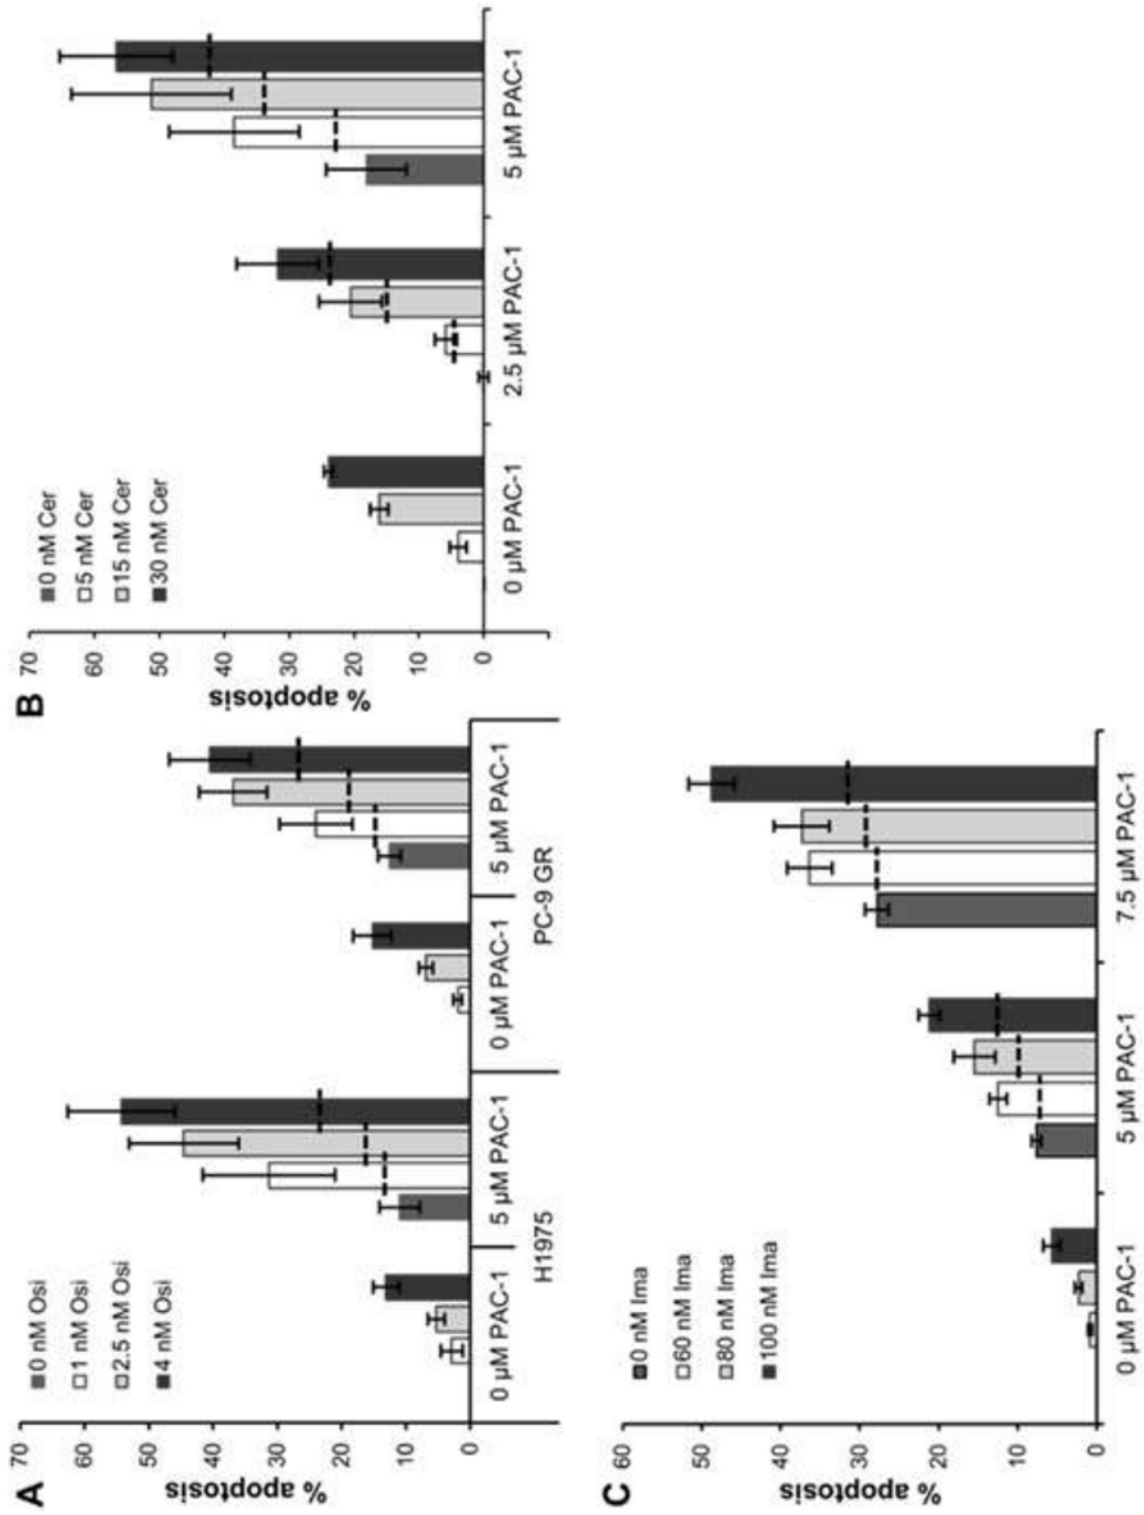 A
% apoptosis
70
60
50
40
30
20
10
0
0 nM Osi
1 nM Osi
2.5 nM Osi
4 nM Osi
0 µM PAC-1
5 µM PAC-1
0 µM PAC-1
5 µM PAC-1
H1975
PC-9 GR
B
% apoptosis
70
60
50
40
30
20
10
0
0 nM Cer
5 nM Cer
15 nM Cer
30 nM Cer
0 µM PAC-1
2.5 µM PAC-1
5 µM PAC-1
C
% apoptosis
60
50
40
30
20
10
0
0 nM Ima
60 nM Ima
80 nM Ima
100 nM Ima
0 µM PAC-1
5 µM PAC-1
7.5 µM PAC-1